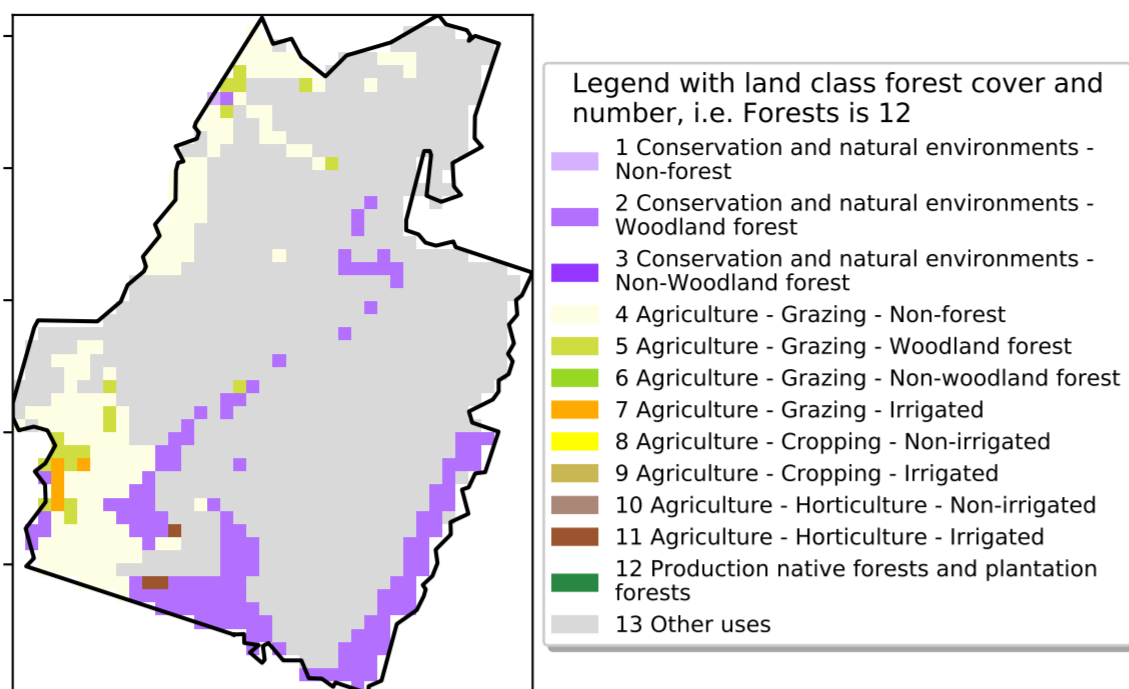 Legend with land class forest cover and
number, i.e. Forests is 12
1 Conservation and natural environments -
Non-forest
2 Conservation and natural environments -
Woodland forest
3 Conservation and natural environments -
Non-Woodland forest
4 Agriculture - Grazing - Non-forest
5 Agriculture - Grazing - Woodland forest
6 Agriculture - Grazing - Non-woodland forest
7 Agriculture - Grazing - Irrigated
8 Agriculture - Cropping - Non-irrigated
9 Agriculture - Cropping - Irrigated
10 Agriculture - Horticulture - Non-irrigated
11 Agriculture - Horticulture - Irrigated
12 Production native forests and plantation
forests
13 Other uses